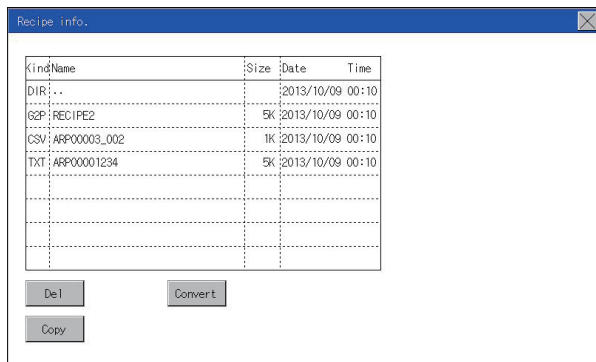 Recipe info.
Kind Name Size Date Time
DIR .. 2013/10/09 00:10
G2P RECIPE2 5K 2013/10/09 00:10
CSV ARP00003_002 1K 2013/10/09 00:10
TXT ARP00001234 5K 2013/10/09 00:10
Del Convert
Copy